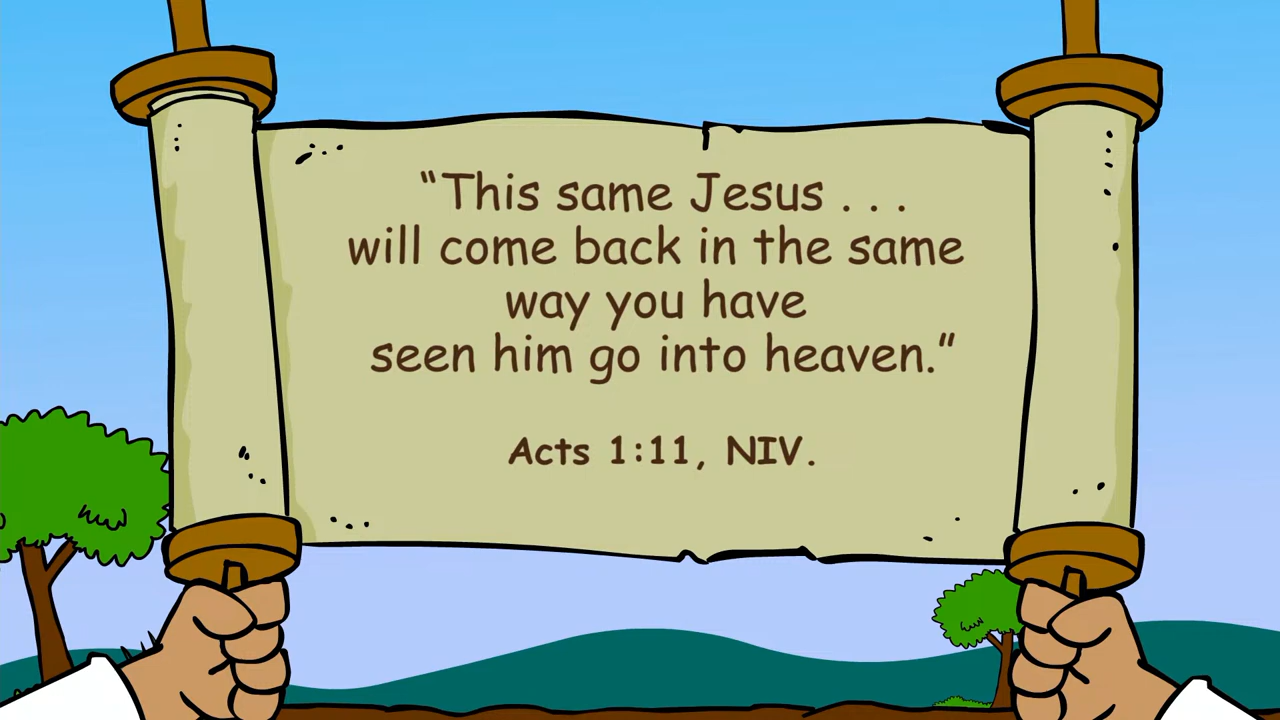 “This same Jesus . . .
will come back in the same
way you have
seen him go into heaven.”
Acts 1:11, NIV.